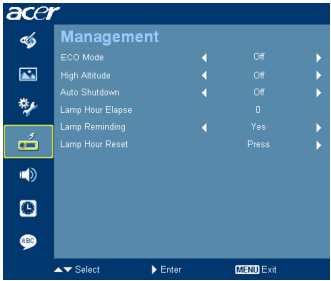 acer
Management
ECO Mode Off
High Altitude Off
Auto Shutdown Off
Lamp Hour Elapse 0
Lamp Reminding Yes
Lamp Hour Reset Press
ABC
Select Enter MENU Exit